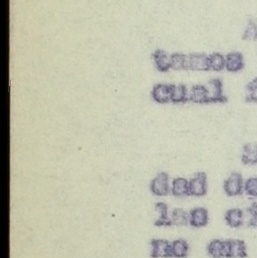 A
tamos
cual f
s
dad de
las ci
no en